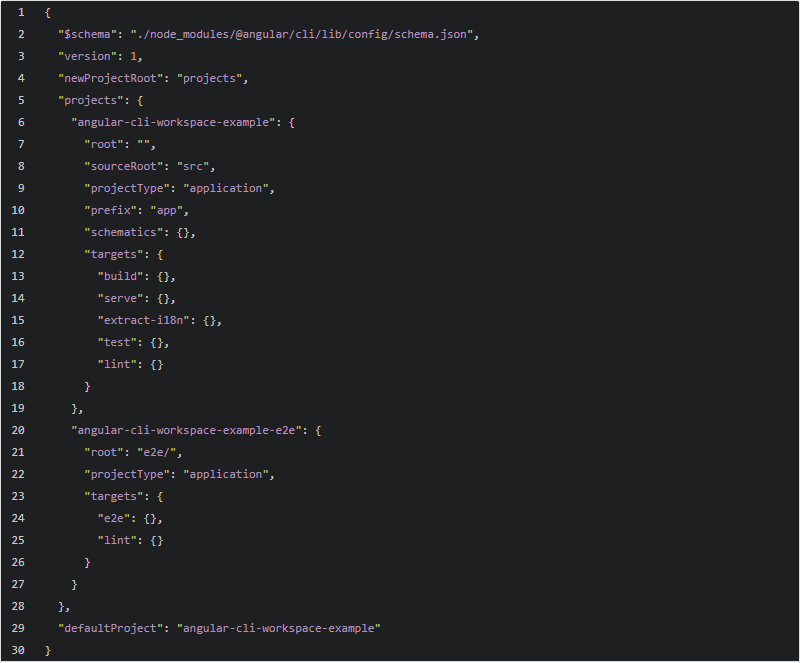 1 {
2   "$schema": "./node_modules/@angular/cli/lib/config/schema.json",
3   "version": 1,
4   "newProjectRoot": "projects",
5   "projects": {
6     "angular-cli-workspace-example": {
7       "root": "",
8       "sourceRoot": "src",
9       "projectType": "application",
10       "prefix": "app",
11       "schematics": {},
12       "targets": {
13         "build": {},
14         "serve": {},
15         "extract-i18n": {},
16         "test": {},
17         "lint": {}
18       }
19     },
20     "angular-cli-workspace-example-e2e": {
21       "root": "e2e/",
22       "projectType": "application",
23       "targets": {
24         "e2e": {},
25         "lint": {}
26       }
27     }
28   },
29   "defaultProject": "angular-cli-workspace-example"
30 }